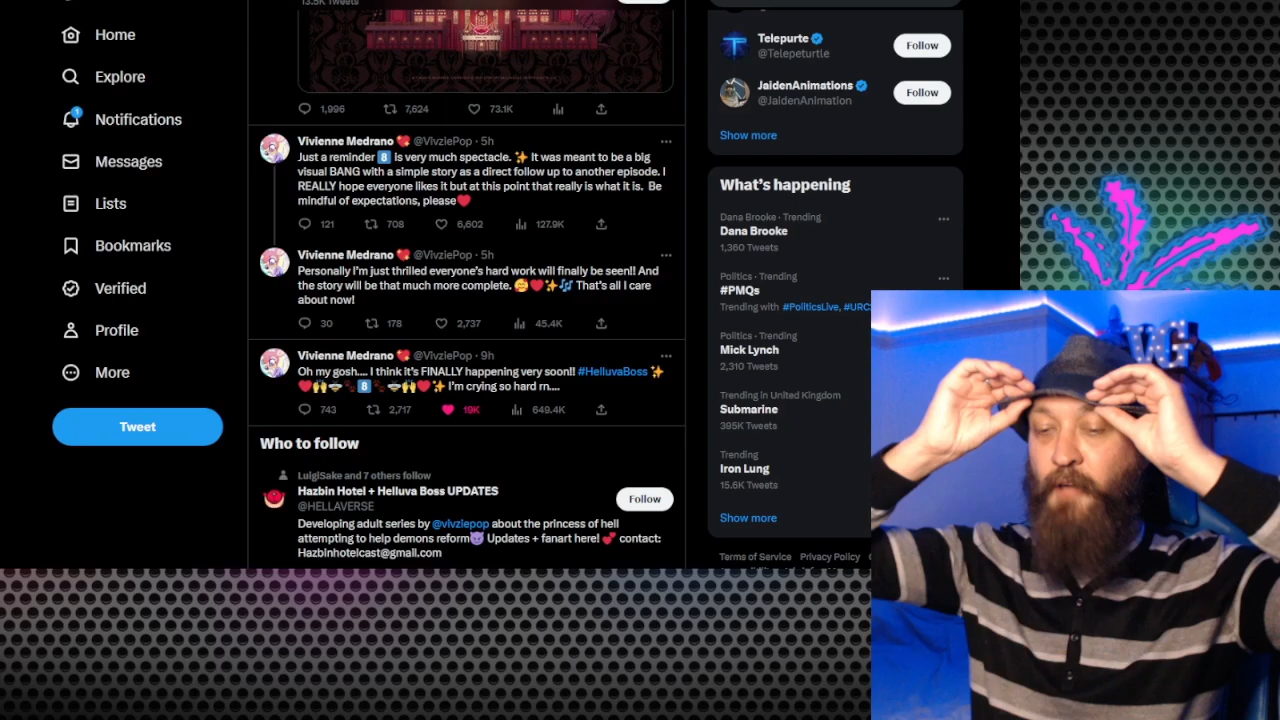 13.5K Tweets
Home
Explore
1
Notifications
Messages
Lists
Bookmarks
Verified
Profile
More
Tweet
1,996 7,624 73.1K
Vivienne Medrano 💖 @VivziePop · 5h
Just a reminder 8️⃣ is very much spectacle. ✨ It was meant to be a big
visual BANG with a simple story as a direct follow up to another episode. I
REALLY hope everyone likes it but at this point that really is what it is. Be
mindful of expectations, please❤️
121 708 6,602 127.9K
Vivienne Medrano 💖 @VivziePop · 5h
Personally I'm just thrilled everyone's hard work will finally be seen!! And
the story will be that much more complete. 🥰❤️✨🎶 That's all I care
about now!
30 178 2,737 45.4K
Vivienne Medrano 💖 @VivziePop · 9h
Oh my gosh.... I think it's FINALLY happening very soon!! #HelluvaBoss ✨
8️⃣ I'm crying so hard rn....
743 2,717 19K 649.4K
Who to follow
LuigiSake and 7 others follow
Hazbin Hotel + Helluva Boss UPDATES
@HELLAVERSE
Follow
Developing adult series by @vivziepop about the princess of hell
attempting to help demons reform😈 Updates + fanart here! 💕 contact:
Hazbinhotelcast@gmail.com
Telepurte
@Telepeturtle
Follow
JaidenAnimations
@JaidenAnimation
Follow
Show more
What's happening
Dana Brooke · Trending
Dana Brooke
1,360 Tweets
Politics · Trending
#PMQs
Trending with #PoliticsLive, #URC
Politics · Trending
Mick Lynch
2,310 Tweets
Trending in United Kingdom
Submarine
395K Tweets
Trending
Iron Lung
15.6K Tweets
Show more
Terms of Service Privacy Policy
WG